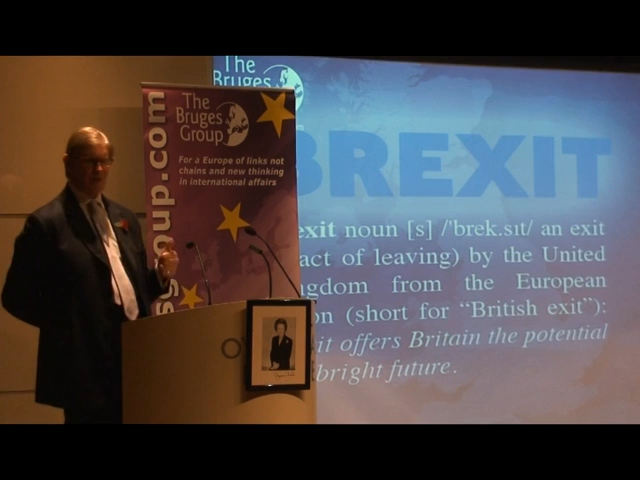 The
Bruges
Group
For a Europe of links not
chains and new thinking
in international affairs
sgroup.com
The
Bruges
BREXIT
exit noun [s] /'brek.sɪt/ an exit
act of leaving) by the United
ngdom from the European
on (short for “British exit”):
it offers Britain the potential
bright future.